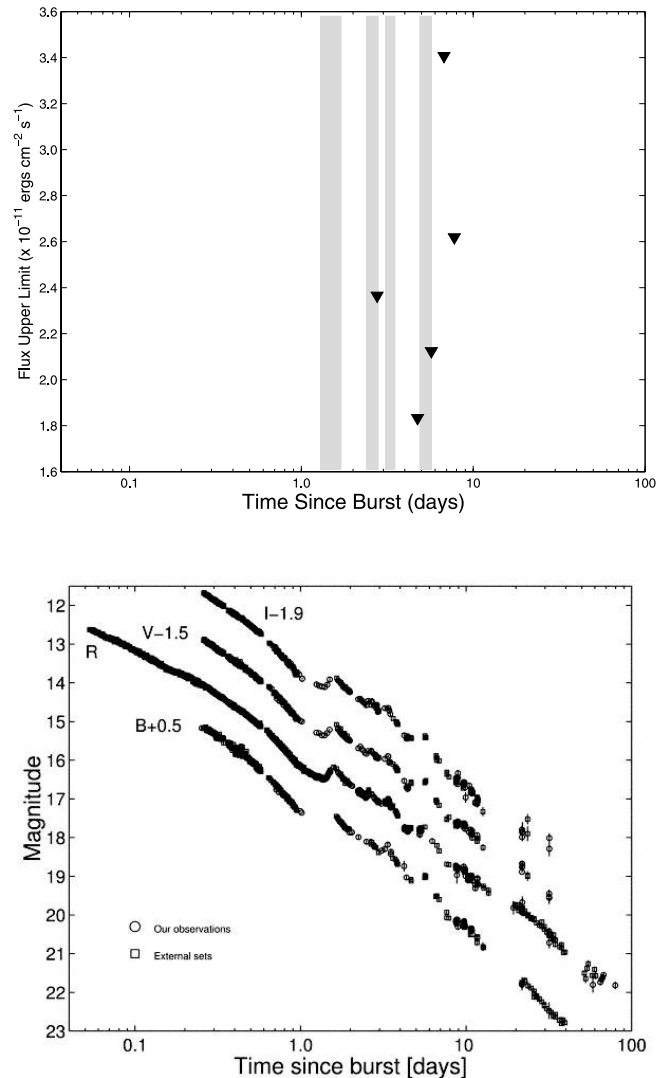 3.6
3.4
3.2
3.0
2.8
2.6
2.4
2.2
2.0
1.8
1.6
Flux Upper Limit (x 10⁻¹¹ ergs cm⁻² s⁻¹)
0.1 1.0 10 100
Time Since Burst (days)
12
13
14
15
16
17
18
19
20
21
22
23
Magnitude
I−1.9
V−1.5
R
B+0.5
Our observations
External sets
0.1 1.0 10 100
Time since burst [days]